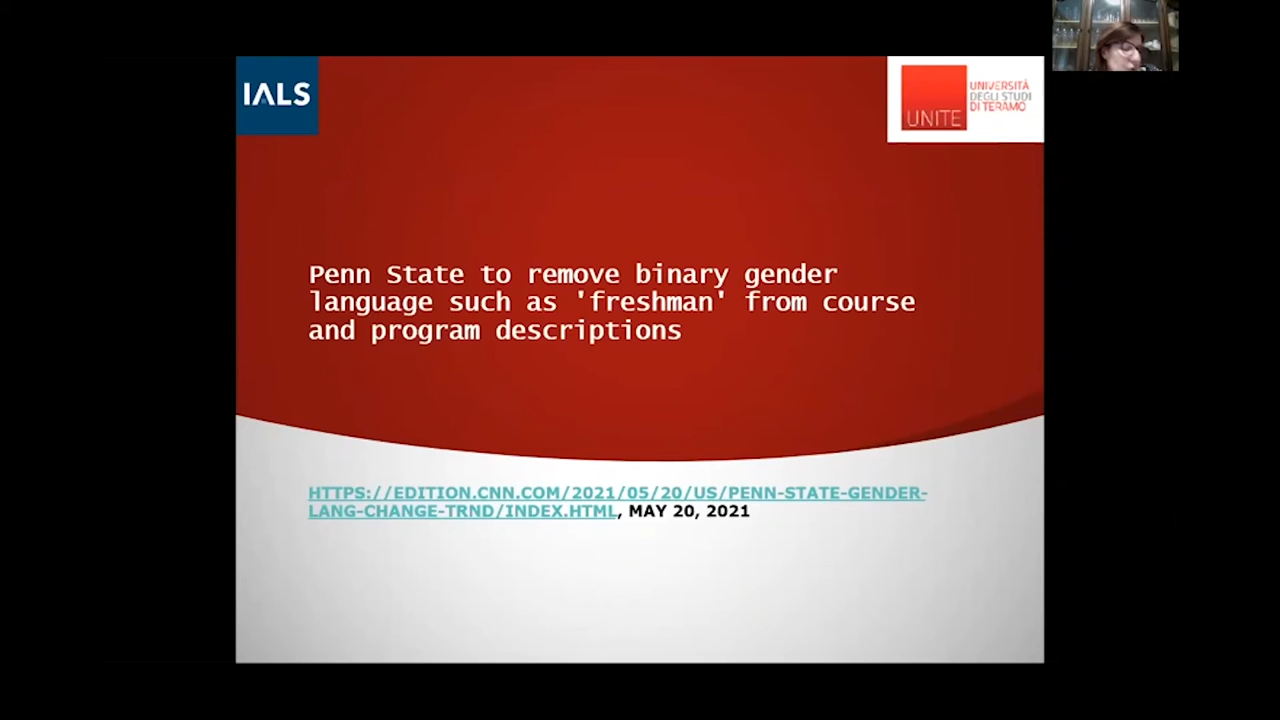 IALS
UNITE
UNIVERSITÀ
DEGLI STUDI
DI TERAMO
Penn State to remove binary gender
language such as 'freshman' from course
and program descriptions
HTTPS://EDITION.CNN.COM/2021/05/20/US/PENN-STATE-GENDER-
LANG-CHANGE-TRND/INDEX.HTML, MAY 20, 2021